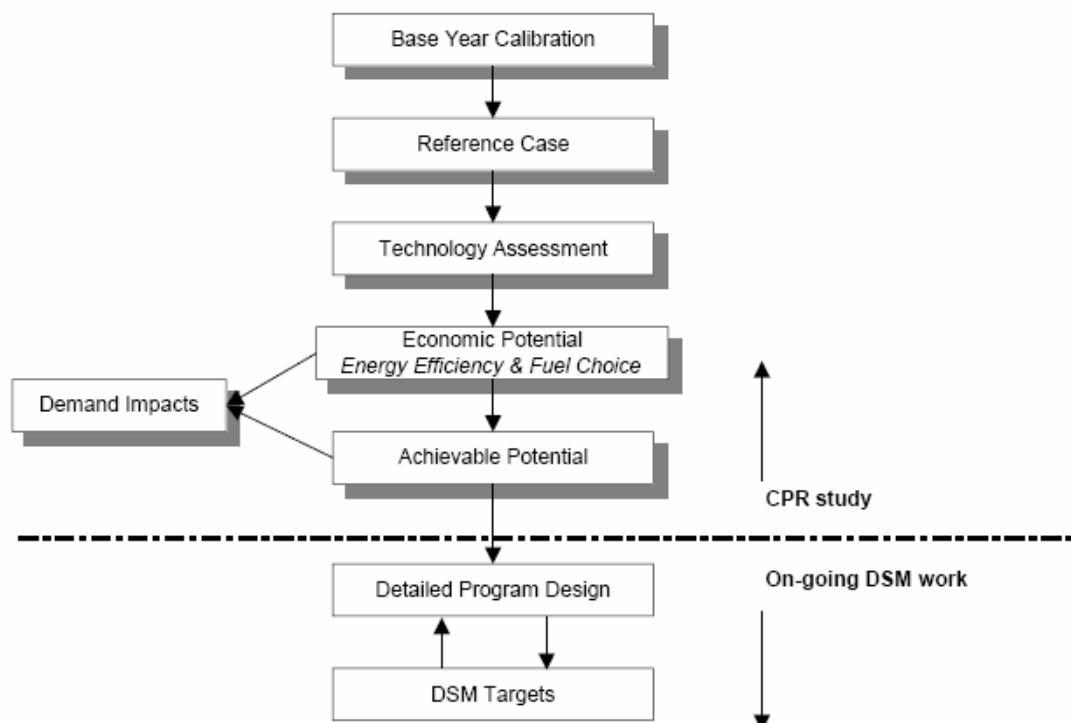 Base Year Calibration
Reference Case
Technology Assessment
Economic Potential
Energy Efficiency & Fuel Choice
Demand Impacts
Achievable Potential
CPR study
On-going DSM work
Detailed Program Design
DSM Targets